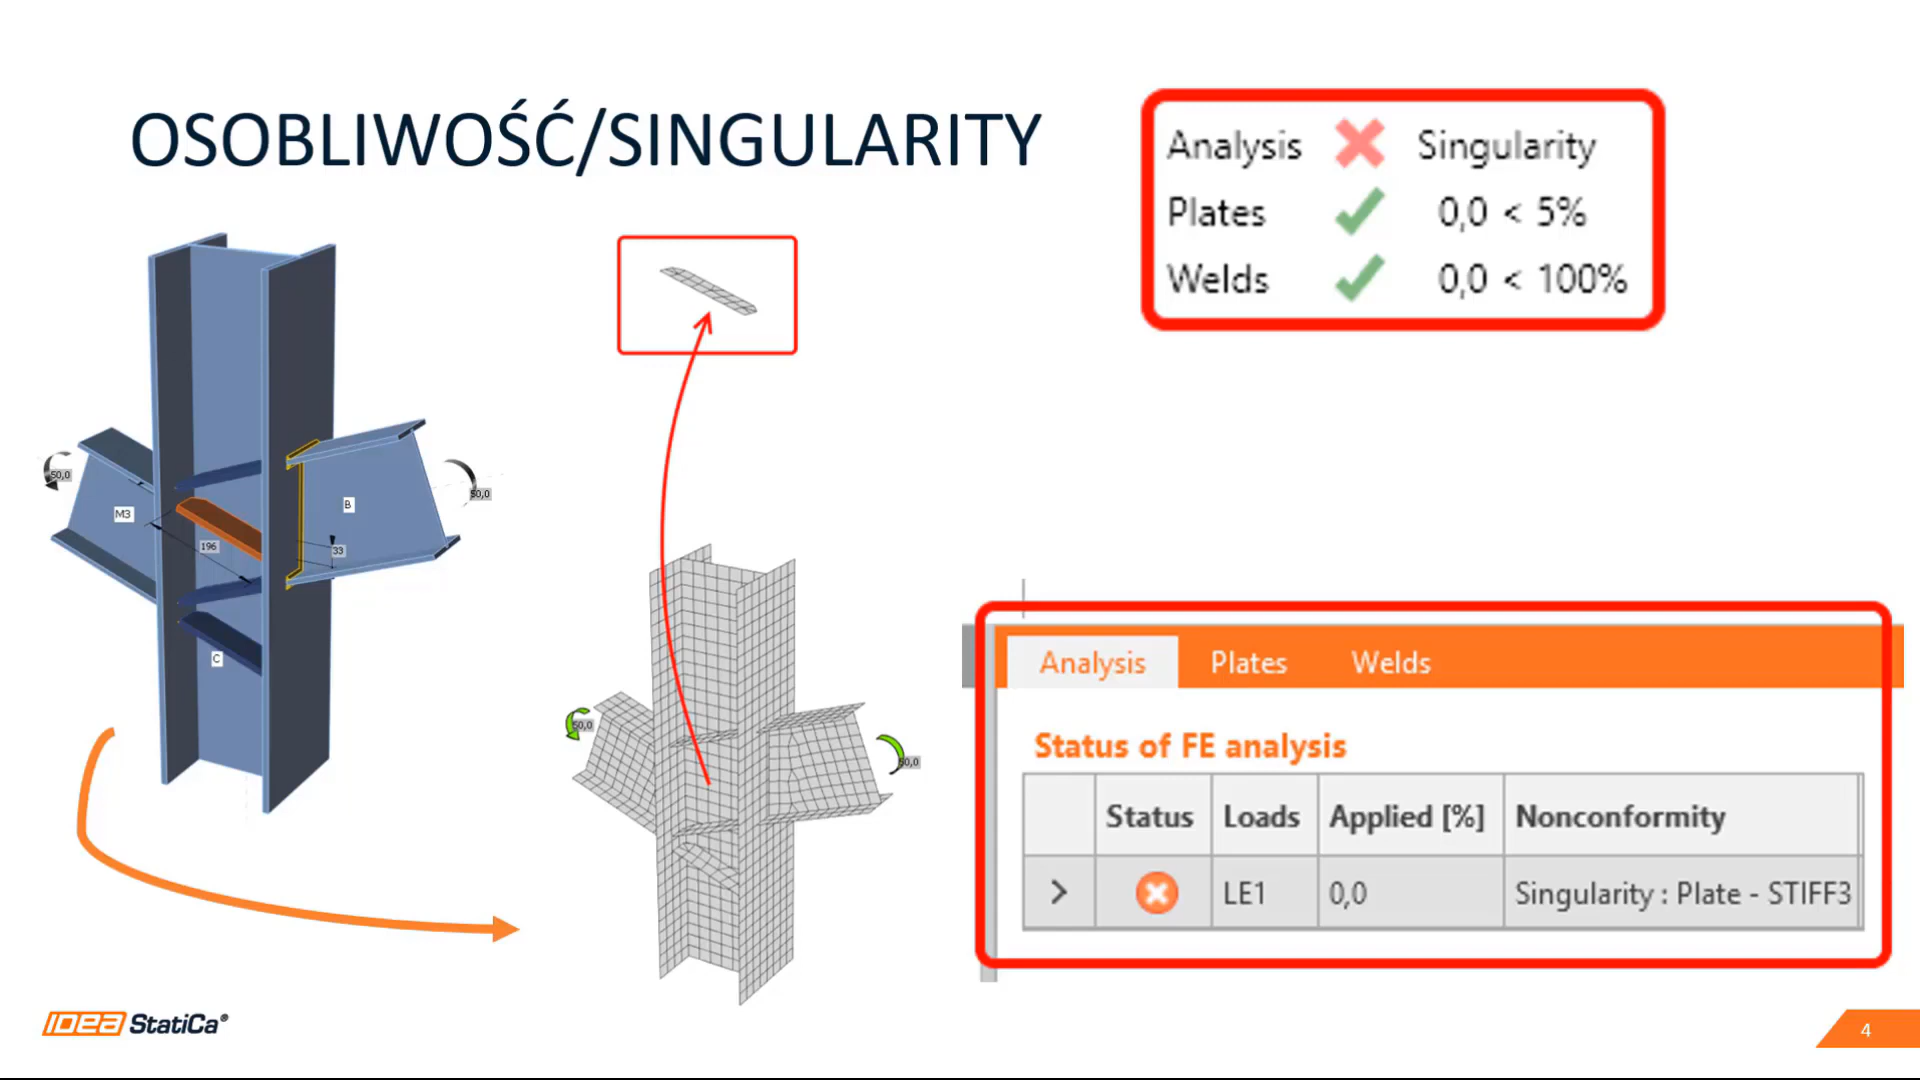 OSOBLIWOŚĆ/SINGULARITY
Analysis Singularity
Plates 0,0 < 5%
Welds 0,0 < 100%
50,0
50,0
M3
B
196
33
C
50,0
50,0
Analysis Plates Welds
Status of FE analysis
Status Loads Applied [%] Nonconformity
> LE1 0,0 Singularity : Plate - STIFF3
IDEA StatiCa®
4